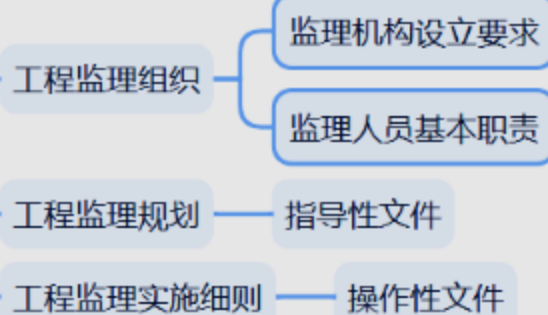 监理机构设立要求
工程监理组织
监理人员基本职责
工程监理规划
指导性文件
工程监理实施细则
操作性文件